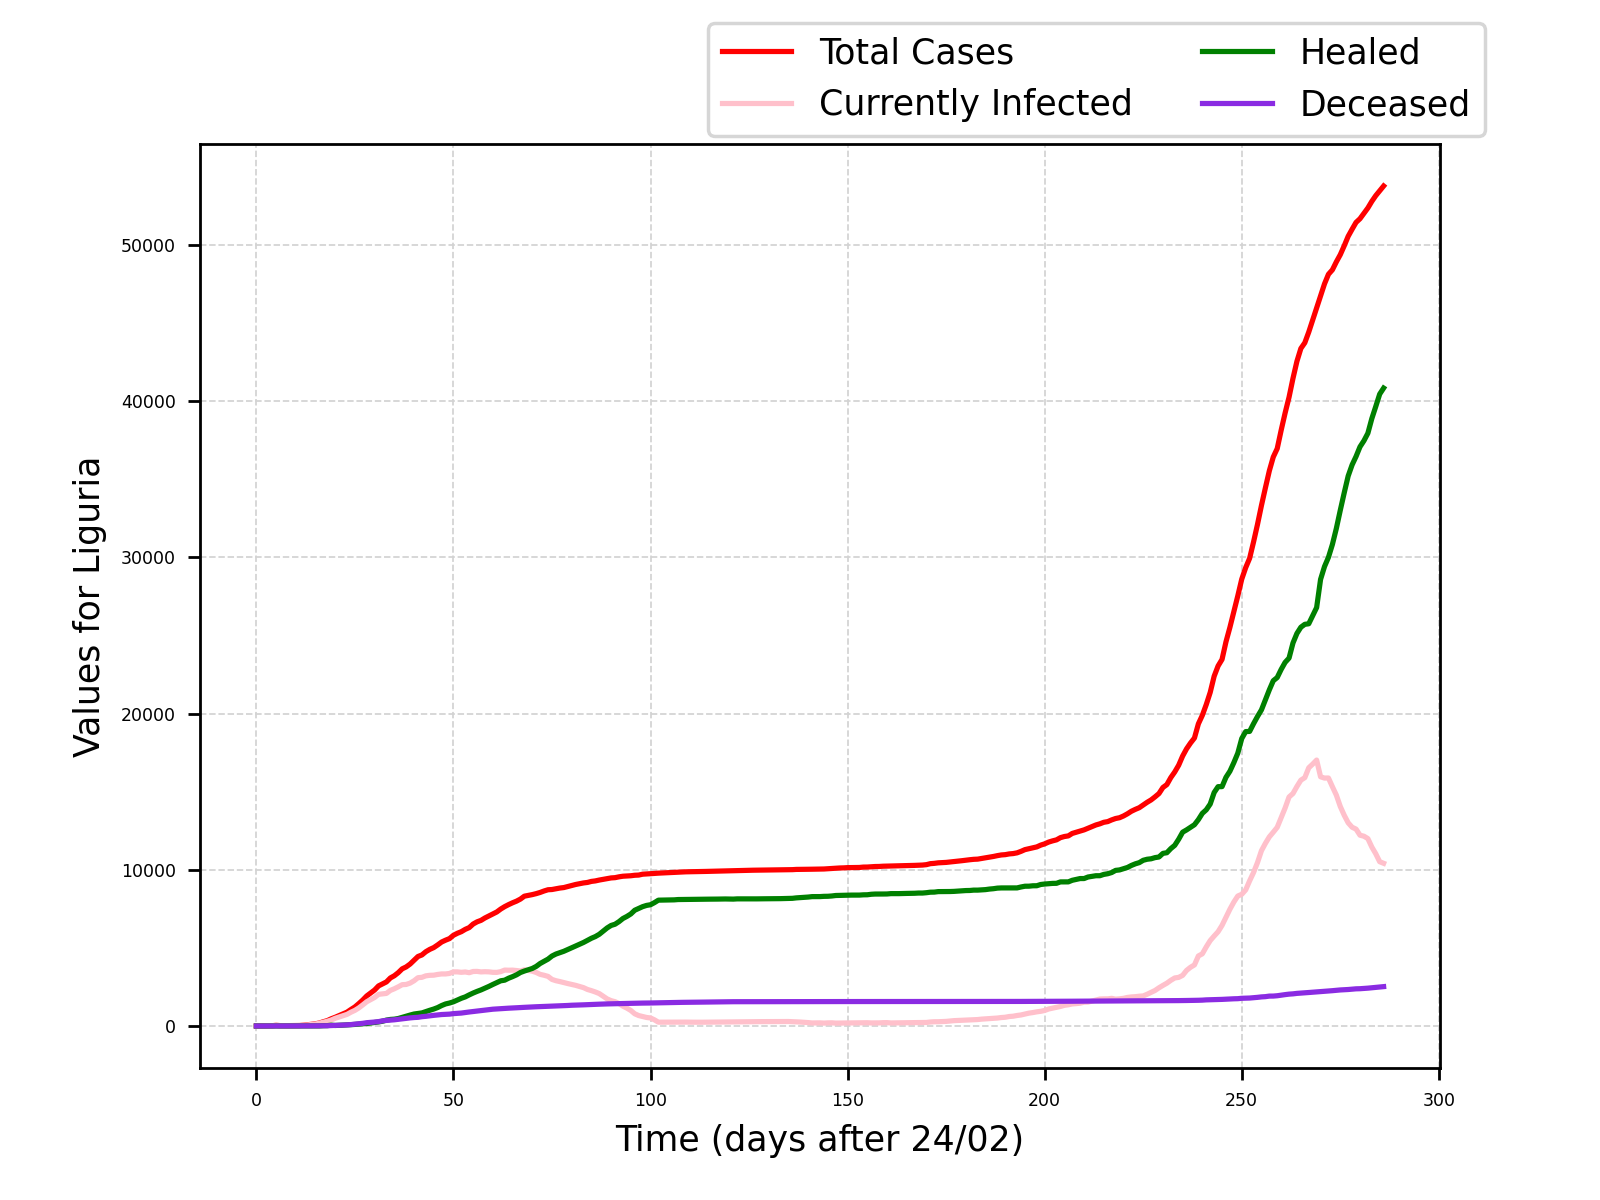 Total Cases
Currently Infected
Healed
Deceased
Values for Liguria
50000
40000
30000
20000
10000
0
0 50 100 150 200 250 300
Time (days after 24/02)